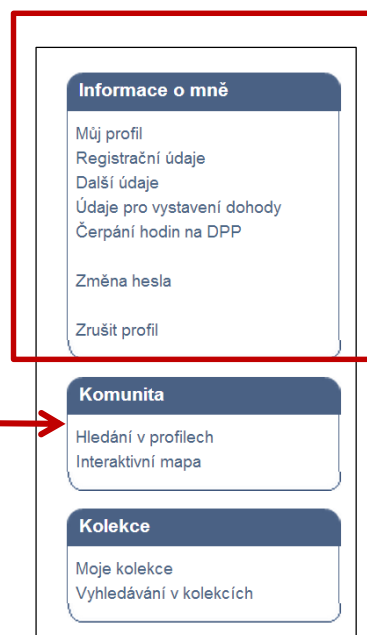 Informace o mně
Můj profil
Registrační údaje
Další údaje
Údaje pro vystavení dohody
Čerpání hodin na DPP
Změna hesla
Zrušit profil
Komunita
Hledání v profilech
Interaktivní mapa
Kolekce
Moje kolekce
Vyhledávání v kolekcích